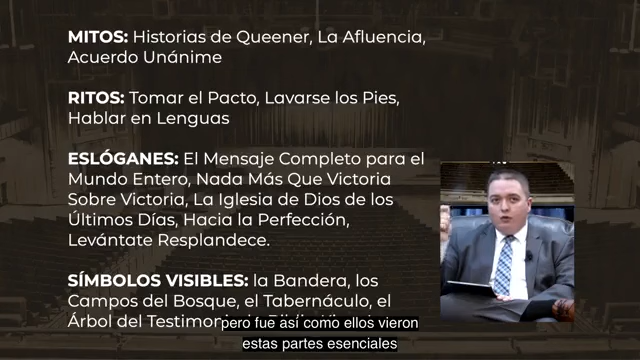 MITOS: Historias de Queener, La Afluencia,
Acuerdo Unánime
RITOS: Tomar el Pacto, Lavarse los Pies,
Hablar en Lenguas
ESLÓGANES: El Mensaje Completo para el
Mundo Entero, Nada Más Que Victoria
Sobre Victoria, La Iglesia de Dios de los
Últimos Días, Hacia la Perfección,
Levántate Resplandece.
SÍMBOLOS VISIBLES: la Bandera, los
Campos del Bosque, el Tabernáculo, el
Árbol del
pero fue así como ellos vieron
estas partes esenciales